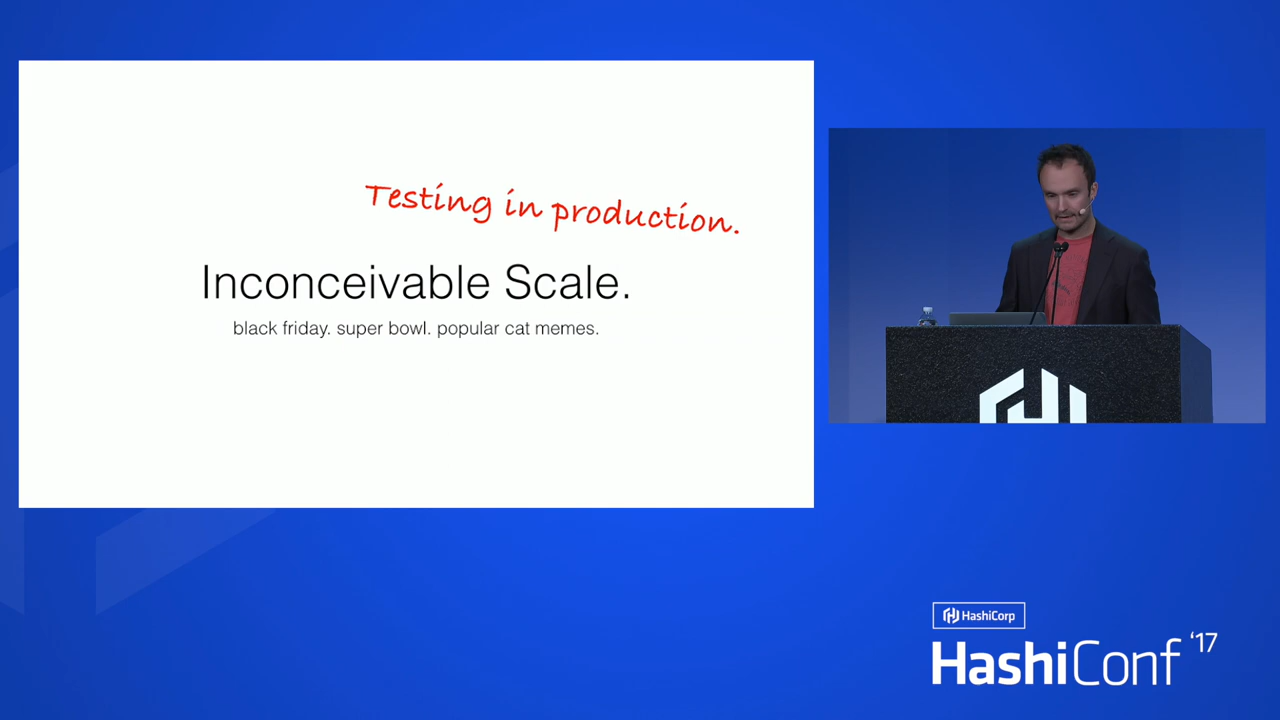 Testing in production.
Inconceivable Scale.
black friday. super bowl. popular cat memes.
HashiCorp
HashiConf '17